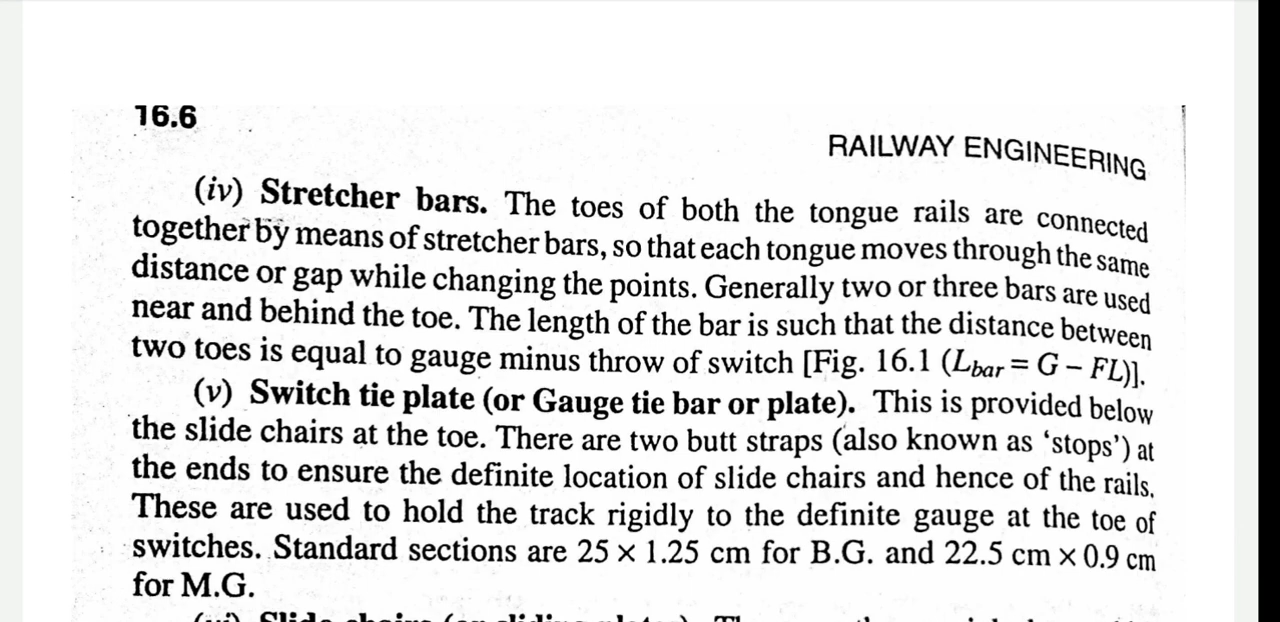 16.6
RAILWAY ENGINEERING
(iv) Stretcher bars. The toes of both the tongue rails are connected
together by means of stretcher bars, so that each tongue moves through the same
distance or gap while changing the points. Generally two or three bars are used
near and behind the toe. The length of the bar is such that the distance between
two toes is equal to gauge minus throw of switch [Fig. 16.1 (Lbar = G – FL)].
(v) Switch tie plate (or Gauge tie bar or plate). This is provided below
the slide chairs at the toe. There are two butt straps (also known as ‘stops’) at
the ends to ensure the definite location of slide chairs and hence of the rails.
These are used to hold the track rigidly to the definite gauge at the toe of
switches. Standard sections are 25 × 1.25 cm for B.G. and 22.5 cm × 0.9 cm
for M.G.